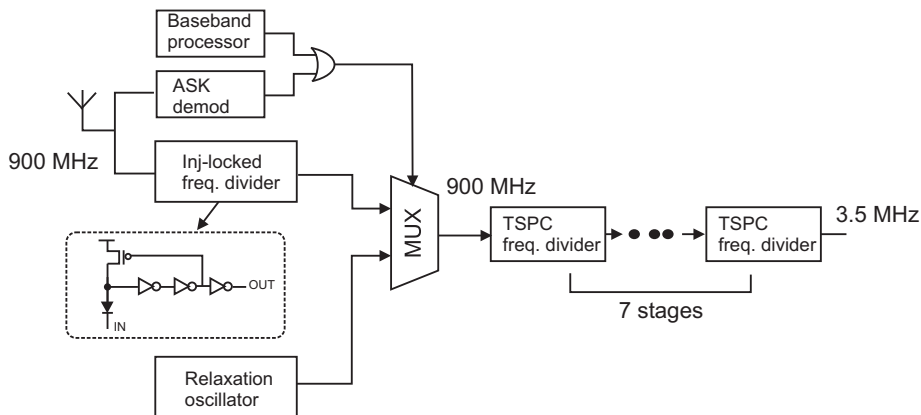 Baseband
processor
ASK
demod
900 MHz
Inj-locked
freq. divider
MUX
900 MHz
TSPC
freq. divider
TSPC
freq. divider
3.5 MHz
7 stages
OUT
IN
Relaxation
oscillator